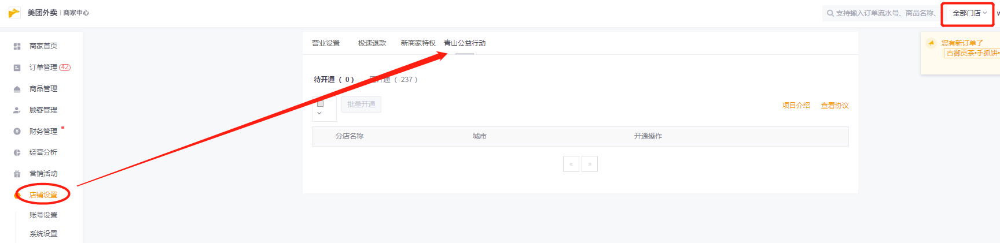 美团外卖 | 商家中心
支持输入订单流水号、商品名称、
全部门店
商家首页
订单管理 42
商品管理
顾客管理
财务管理
经营分析
营销活动
店铺设置
账号设置
系统设置
营业设置 极速退款 新商家特权 青山公益行动
待开通（ 0 ） 已开通（ 237 ）
批量开通
项目介绍 查看协议
分店名称 城市 开通操作
« »
您有新订单了
古御贡茶•手抓饼•